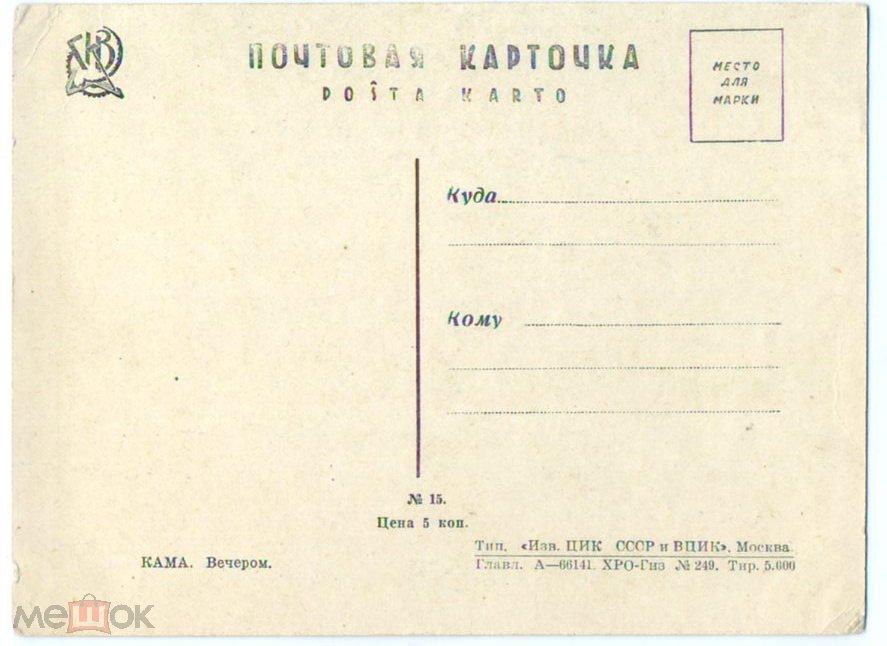 ПОЧТОВАЯ КАРТОЧКА
POŜTA KARTO
МЕСТО
ДЛЯ
МАРКИ
Куда
Кому
№ 15.
Цена 5 коп.
КАМА. Вечером.
Тип. «Изв. ЦИК СССР и ВЦИК», Москва.
Главл. А—66141. ХРО-Гиз № 249. Тир. 5.000
мешок